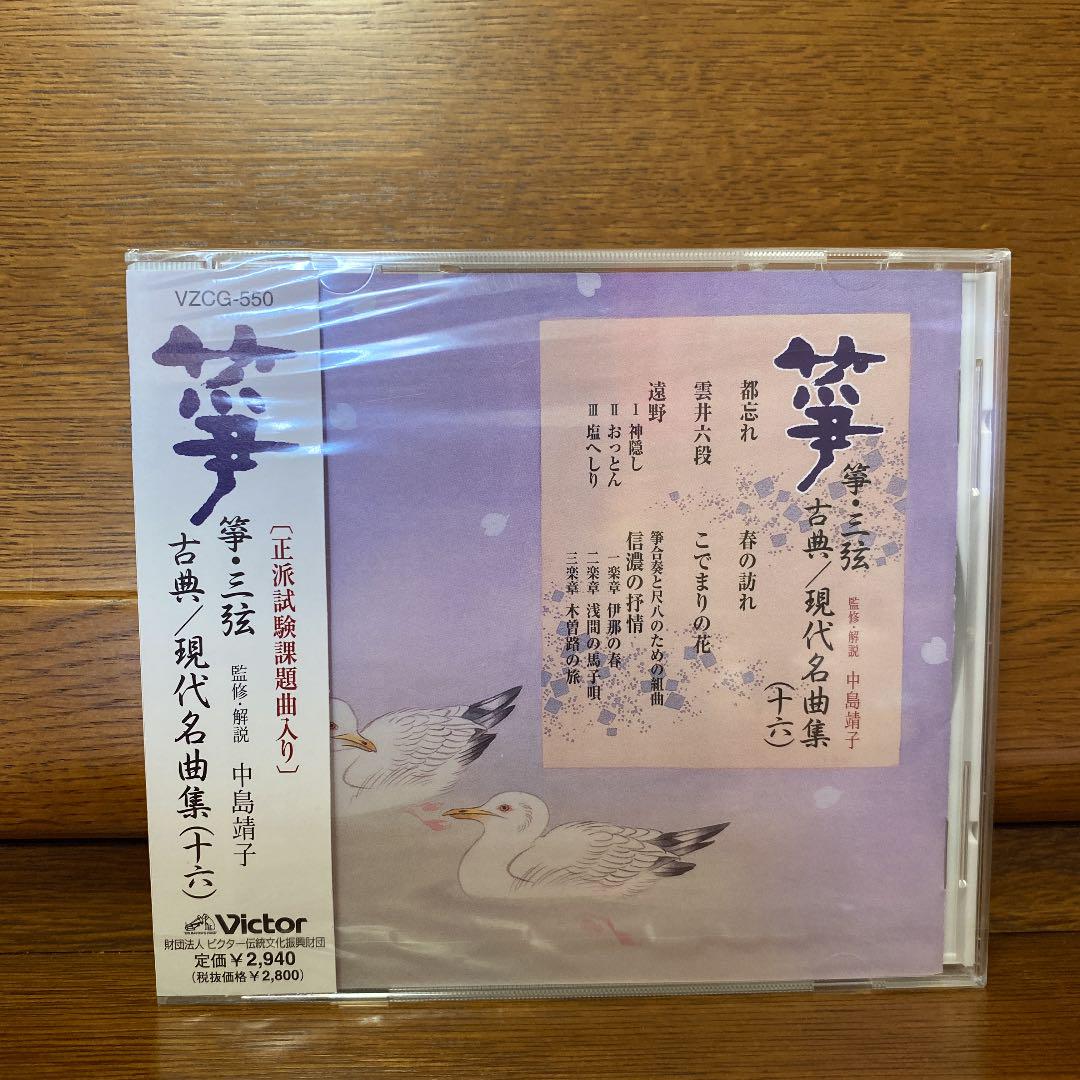 VZCG-550
箏
箏・三弦
古典／現代名曲集(十六)
監修・解説 中島靖子
〔正派試験課題曲入り〕
Victor
財団法人 ビクター伝統文化振興財団
定価￥2,940
(税抜価格￥2,800)
箏
箏・三弦
古典／現代名曲集(十六)
監修・解説 中島靖子
都忘れ
雲井六段
遠野
Ⅰ 神隠し
Ⅱ おっとん
Ⅲ 塩へしり
春の訪れ
こでまりの花
箏合奏と尺八のための組曲
信濃の抒情
一楽章 伊那の春
二楽章 浅間の馬子唄
三楽章 木曽路の旅